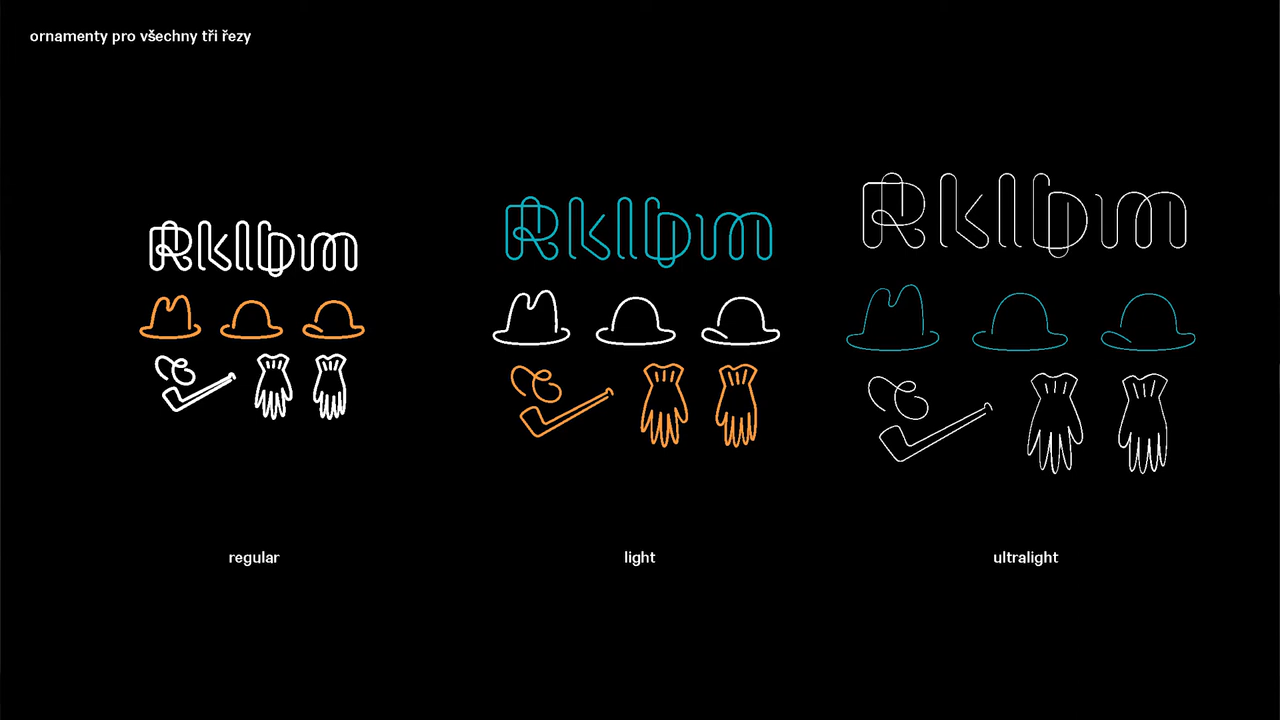 ornamenty pro všechny tři řezy
Rklbm
regular
Rklbm
light
Rklbm
ultralight